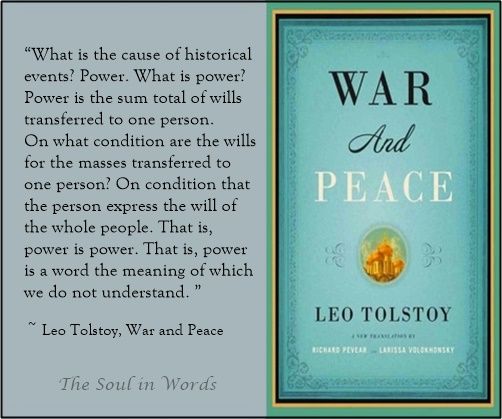 “What is the cause of historical
events? Power. What is power?
Power is the sum total of wills
transferred to one person.
On what condition are the wills
for the masses transferred to
one person? On condition that
the person express the will of
the whole people. That is,
power is power. That is, power
is a word the meaning of which
we do not understand. ”
~ Leo Tolstoy, War and Peace
The Soul in Words
WAR
And
PEACE
LEO TOLSTOY
A NEW TRANSLATION BY
RICHARD PEVEAR — LARISSA VOLOKHONSKY